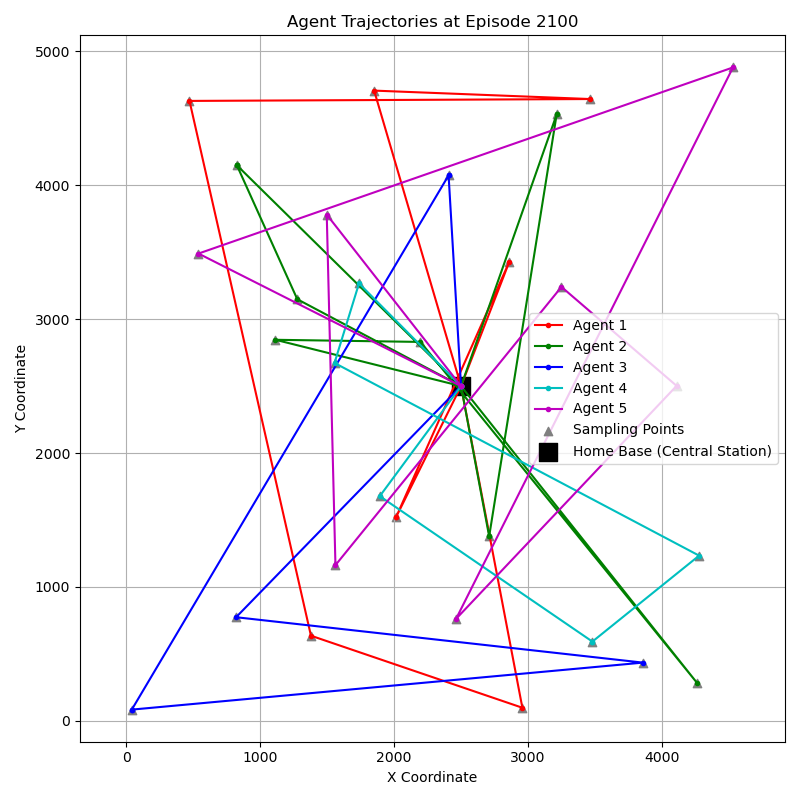 Agent Trajectories at Episode 2100
5000
4000
3000
2000
1000
0
Y Coordinate
Agent 1
Agent 2
Agent 3
Agent 4
Agent 5
Sampling Points
Home Base (Central Station)
0 1000 2000 3000 4000
X Coordinate